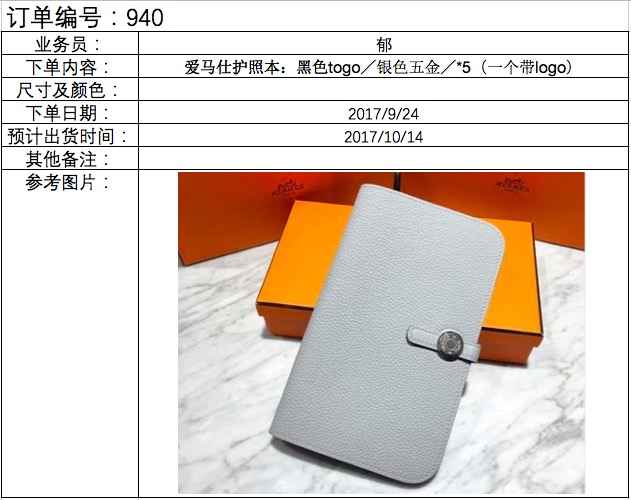 订单编号：940
业务员： 郁
下单内容： 爱马仕护照本：黑色togo／银色五金／*5（一个带logo）
尺寸及颜色：
下单日期： 2017/9/24
预计出货时间： 2017/10/14
其他备注：
参考图片：
HERMES
HERMES